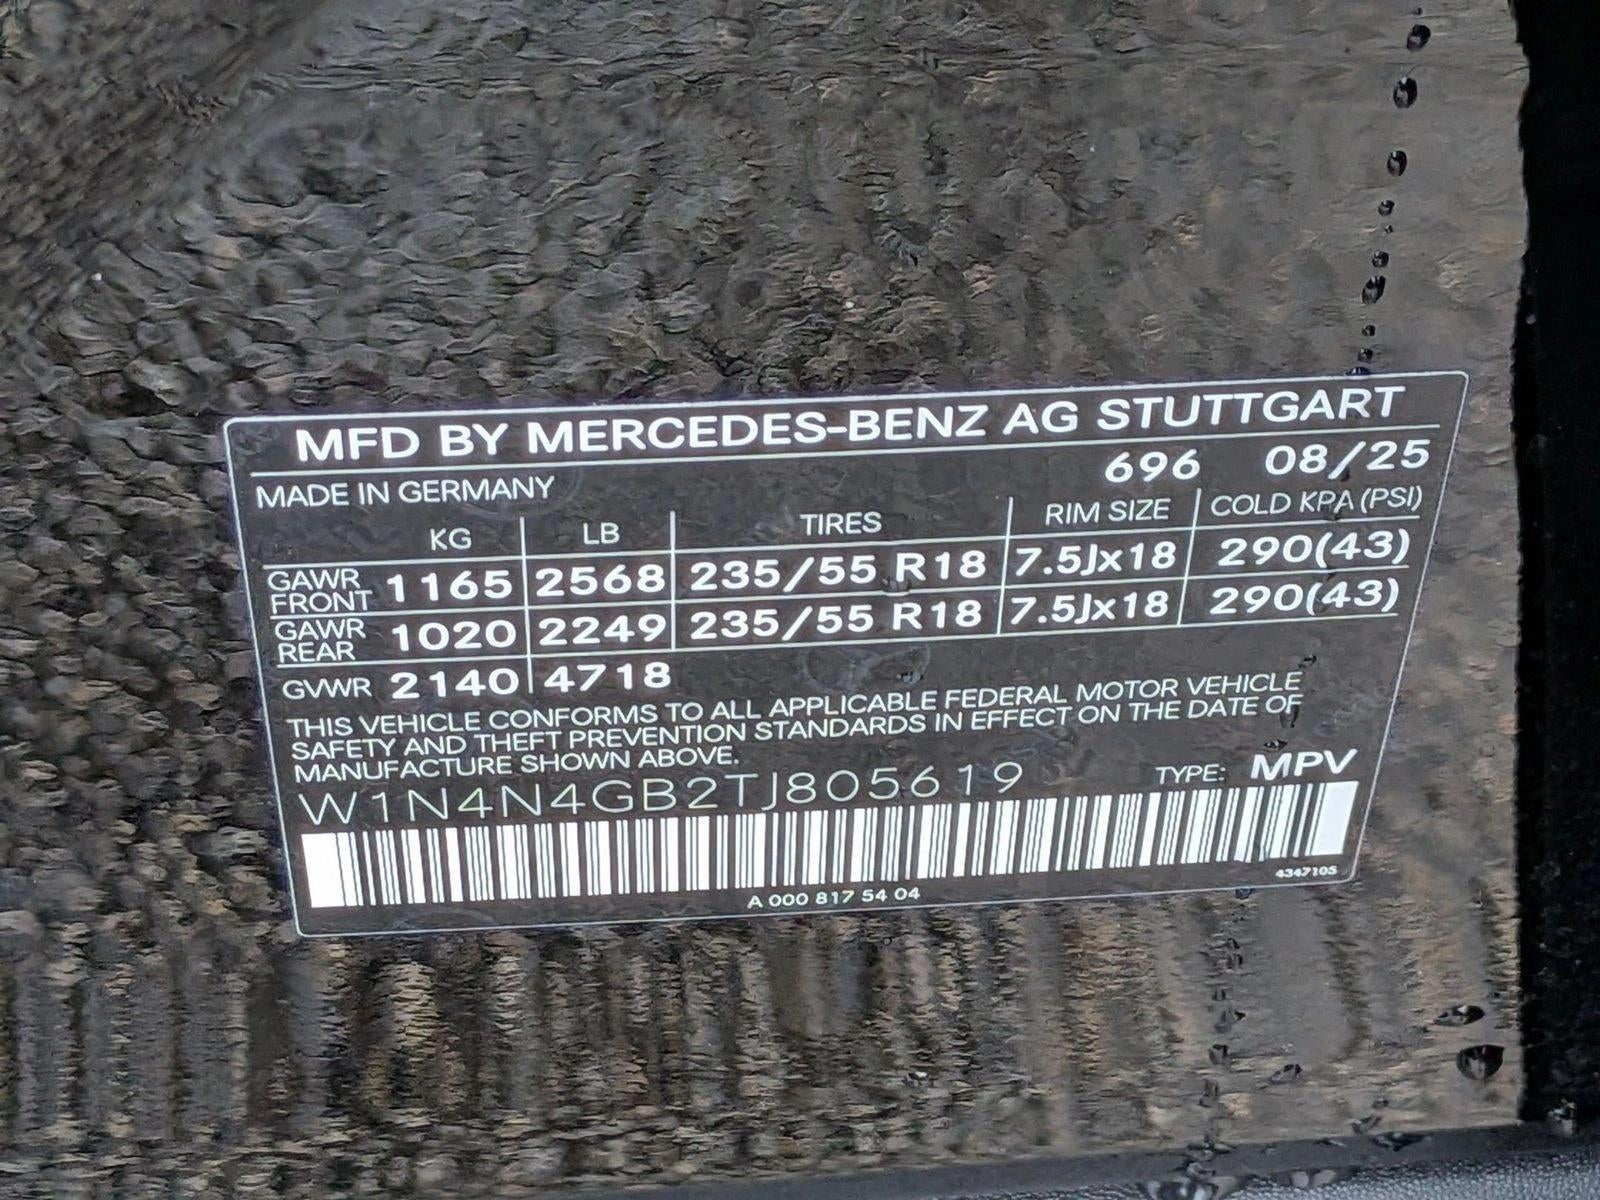 MFD BY MERCEDES-BENZ AG STUTTGART
MADE IN GERMANY 696 08/25
KG LB TIRES RIM SIZE COLD KPA (PSI)
GAWR FRONT 1165 2568 235/55 R18 7.5Jx18 290(43)
GAWR REAR 1020 2249 235/55 R18 7.5Jx18 290(43)
GVWR 2140 4718
THIS VEHICLE CONFORMS TO ALL APPLICABLE FEDERAL MOTOR VEHICLE
SAFETY AND THEFT PREVENTION STANDARDS IN EFFECT ON THE DATE OF
MANUFACTURE SHOWN ABOVE.
W1N4N4GB2TJ805619 TYPE: MPV
A 000 817 54 04 4347105